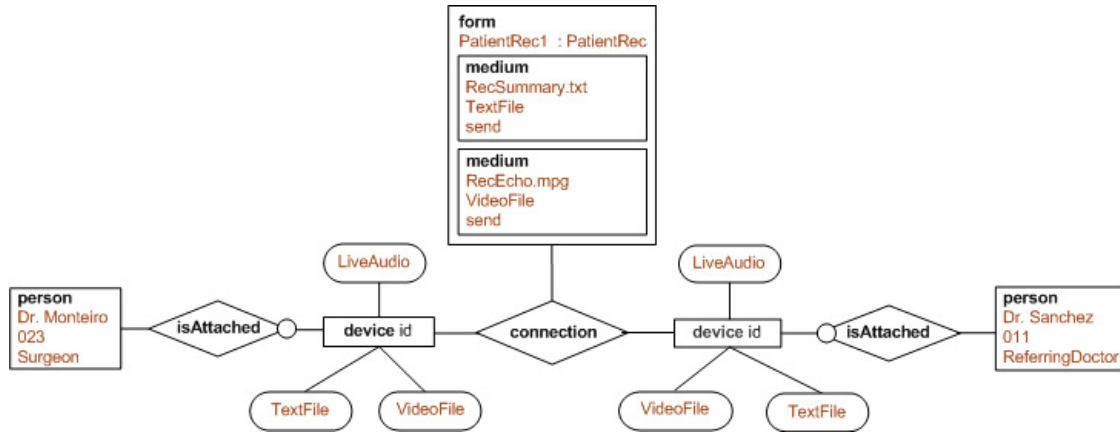 form
PatientRec1 : PatientRec
medium
RecSummary.txt
TextFile
send
medium
RecEcho.mpg
VideoFile
send
LiveAudio
LiveAudio
person
Dr. Monteiro
023
Surgeon
isAttached
device id
connection
device id
isAttached
person
Dr. Sanchez
011
ReferringDoctor
TextFile
VideoFile
VideoFile
TextFile